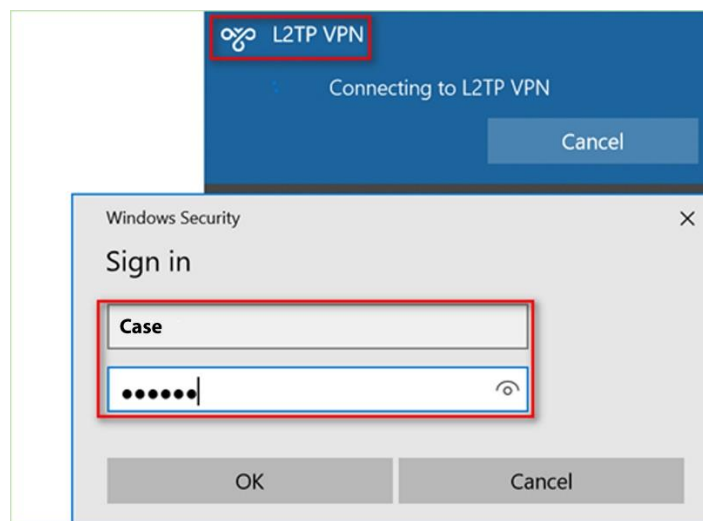 L2TP VPN
Connecting to L2TP VPN
Cancel
Windows Security
Sign in
Case
••••••
OK
Cancel